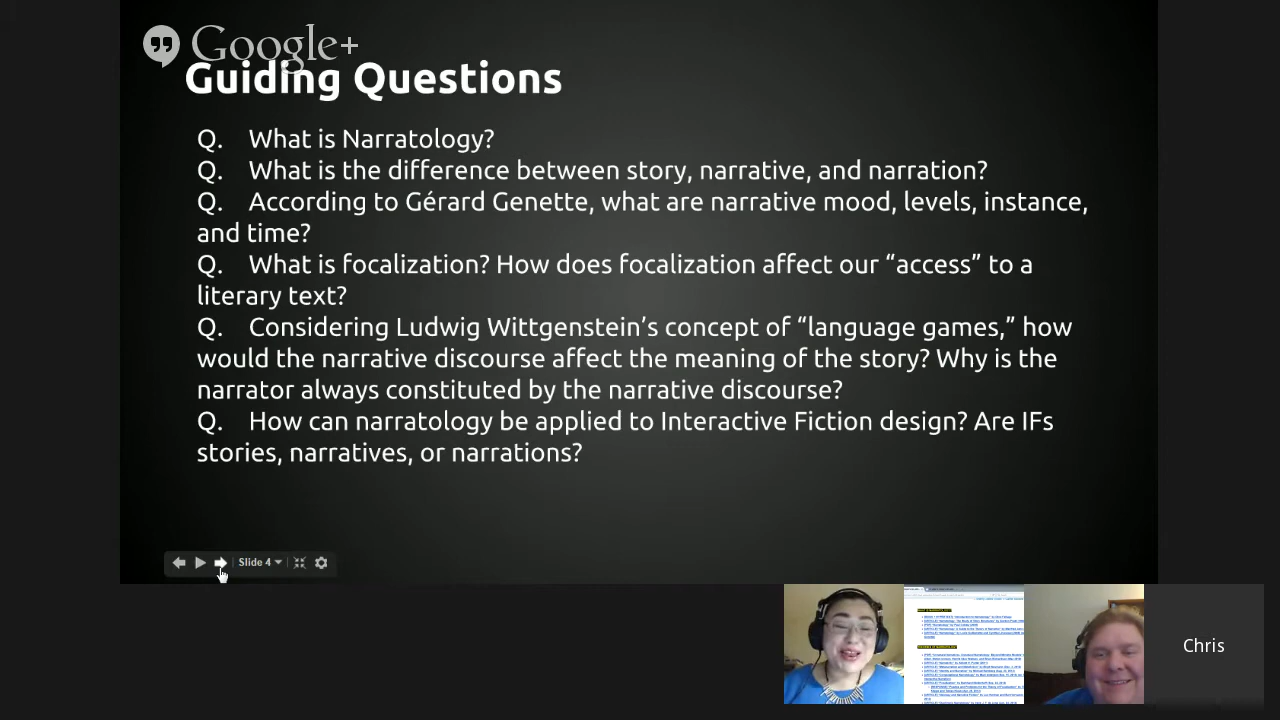 Google+
Guiding Questions
Q. What is Narratology?
Q. What is the difference between story, narrative, and narration?
Q. According to Gérard Genette, what are narrative mood, levels, instance,
and time?
Q. What is focalization? How does focalization affect our “access” to a
literary text?
Q. Considering Ludwig Wittgenstein’s concept of “language games,” how
would the narrative discourse affect the meaning of the story? Why is the
narrator always constituted by the narrative discourse?
Q. How can narratology be applied to Interactive Fiction design? Are IFs
stories, narratives, or narrations?
Slide 4
Chris